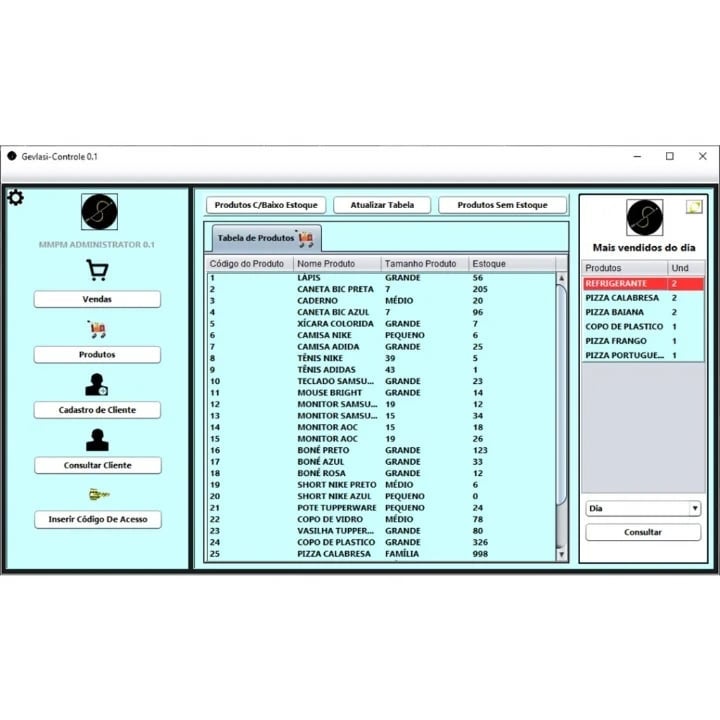 Gevlasi-Controle 0.1
MMPM ADMINISTRATOR 0.1
Vendas
Produtos
Cadastro de Cliente
Consultar Cliente
Inserir Código De Acesso
Produtos C/Baixo Estoque Atualizar Tabela Produtos Sem Estoque
Tabela de Produtos
Código do Produto Nome Produto Tamanho Produto Estoque
1 LÁPIS GRANDE 56
2 CANETA BIC PRETA 7 205
3 CADERNO MÉDIO 20
4 CANETA BIC AZUL 7 96
5 XÍCARA COLORIDA GRANDE 7
6 CAMISA NIKE PEQUENO 6
7 CAMISA ADIDA GRANDE 25
8 TÊNIS NIKE 39 5
9 TÊNIS ADIDAS 43 1
10 TECLADO SAMSU... GRANDE 23
11 MOUSE BRIGHT GRANDE 14
12 MONITOR SAMSU... 19 12
13 MONITOR SAMSU... 15 34
14 MONITOR AOC 15 18
15 MONITOR AOC 19 26
16 BONÉ PRETO GRANDE 123
17 BONÉ AZUL GRANDE 33
18 BONÉ ROSA GRANDE 12
19 SHORT NIKE PRETO MÉDIO 6
20 SHORT NIKE AZUL PEQUENO 0
21 POTE TUPPERWARE PEQUENO 24
22 COPO DE VIDRO MÉDIO 78
23 VASILHA TUPPER... GRANDE 80
24 COPO DE PLASTICO GRANDE 326
25 PIZZA CALABRESA FAMÍLIA 998
Mais vendidos do dia
Produtos Und
REFRIGERANTE 2
PIZZA CALABRESA 2
PIZZA BAIANA 2
COPO DE PLASTICO 1
PIZZA FRANGO 1
PIZZA PORTUGUE... 1
Dia
Consultar